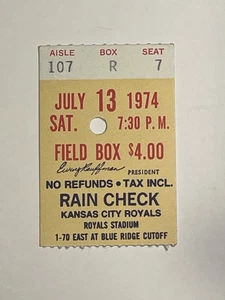 AISLE BOX SEAT
107 R 7
JULY 13 1974
SAT. 7:30 P.M.
FIELD BOX $4.00
Ewing Kauffman PRESIDENT
NO REFUNDS • TAX INCL.
RAIN CHECK
KANSAS CITY ROYALS
ROYALS STADIUM
1-70 EAST AT BLUE RIDGE CUTOFF